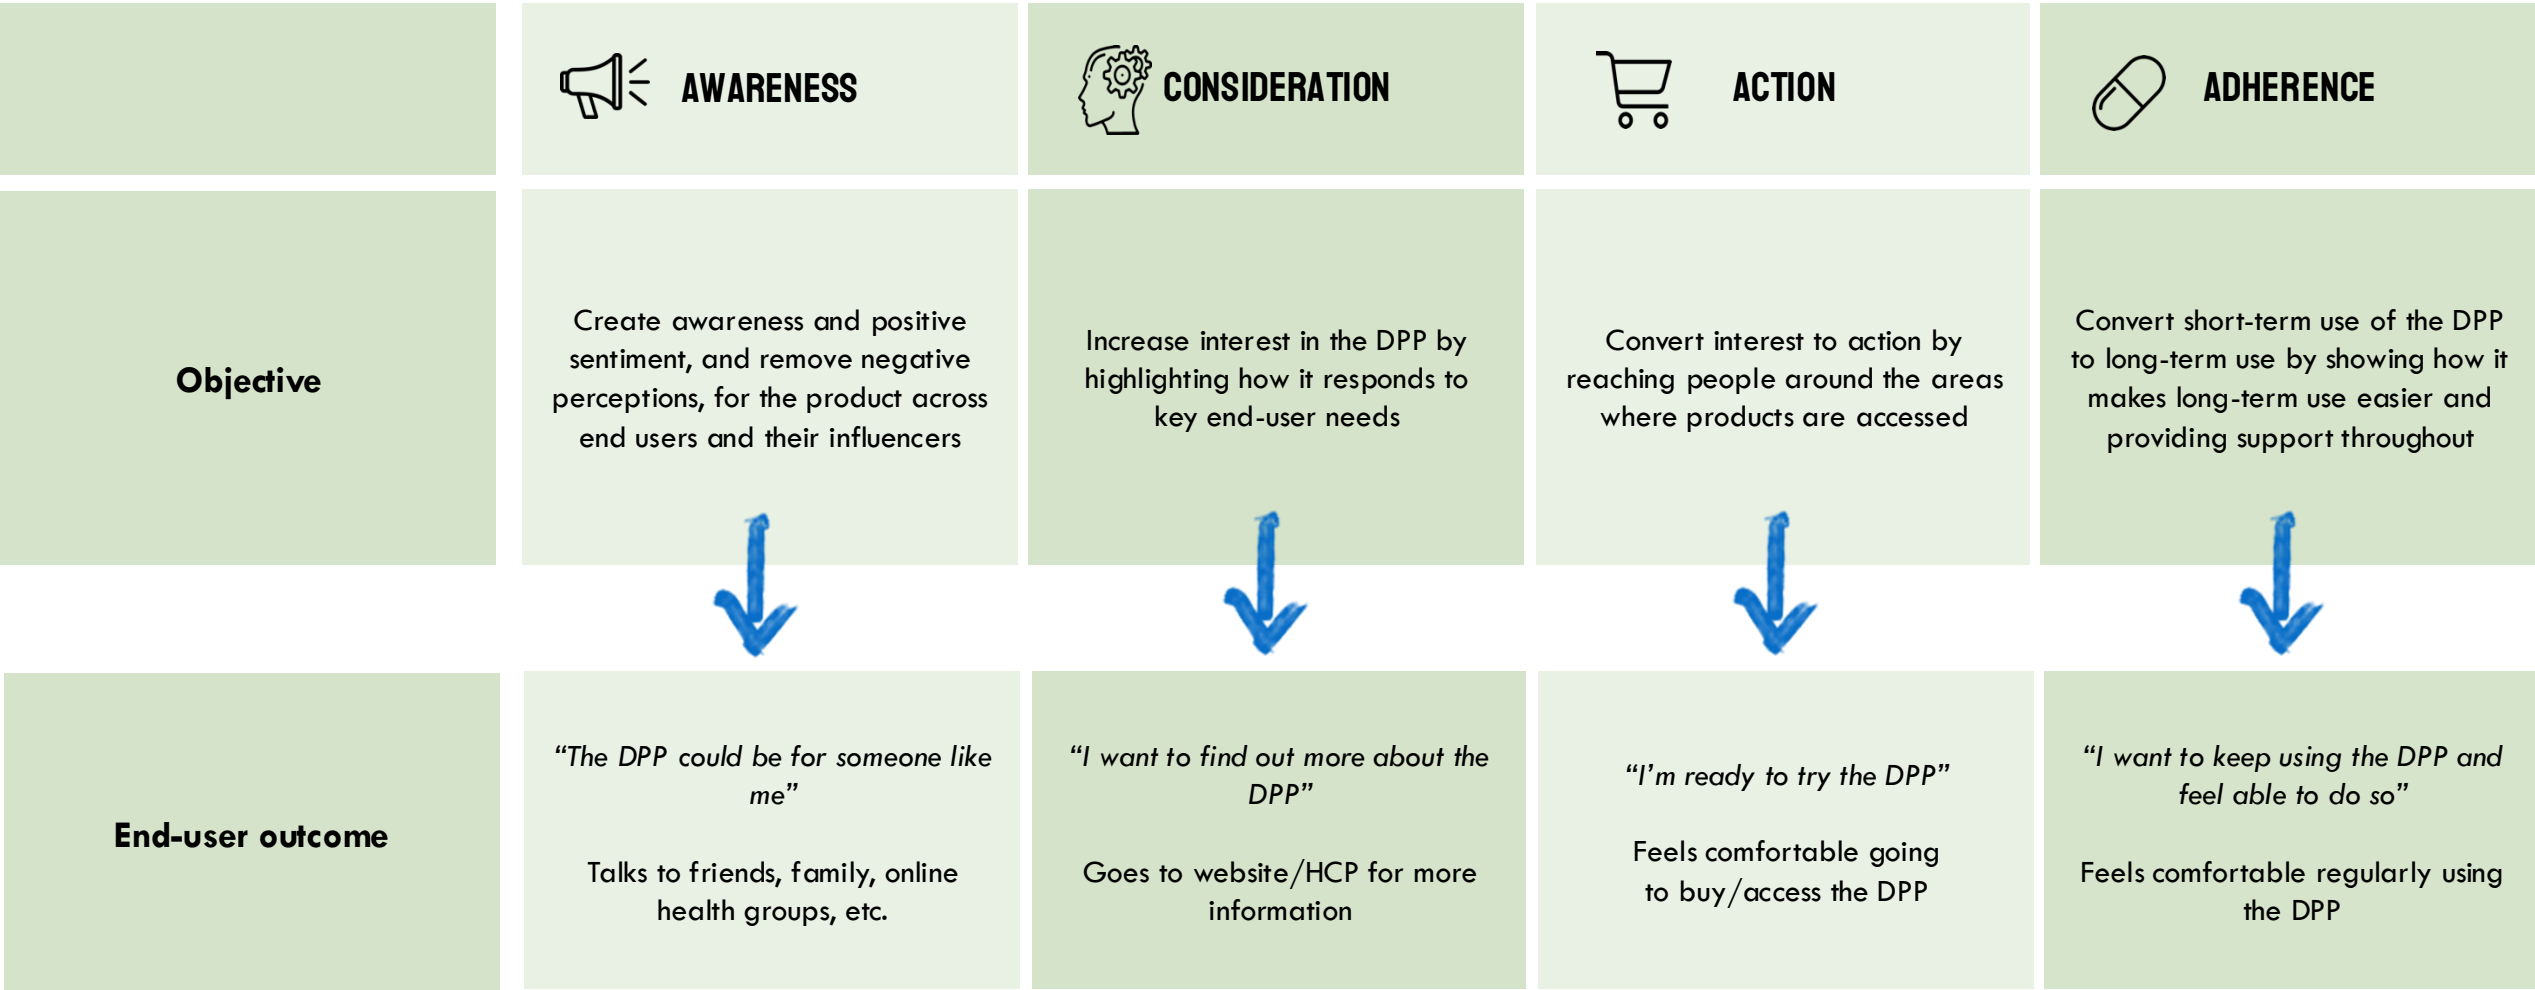 AWARENESS
CONSIDERATION
ACTION
ADHERENCE
Objective
Create awareness and positive
sentiment, and remove negative
perceptions, for the product across
end users and their influencers
Increase interest in the DPP by
highlighting how it responds to
key end-user needs
Convert interest to action by
reaching people around the areas
where products are accessed
Convert short-term use of the DPP
to long-term use by showing how it
makes long-term use easier and
providing support throughout
End-user outcome
“The DPP could be for someone like
me”
Talks to friends, family, online
health groups, etc.
“I want to find out more about the
DPP”
Goes to website/HCP for more
information
“I’m ready to try the DPP”
Feels comfortable going
to buy/access the DPP
“I want to keep using the DPP and
feel able to do so”
Feels comfortable regularly using
the DPP